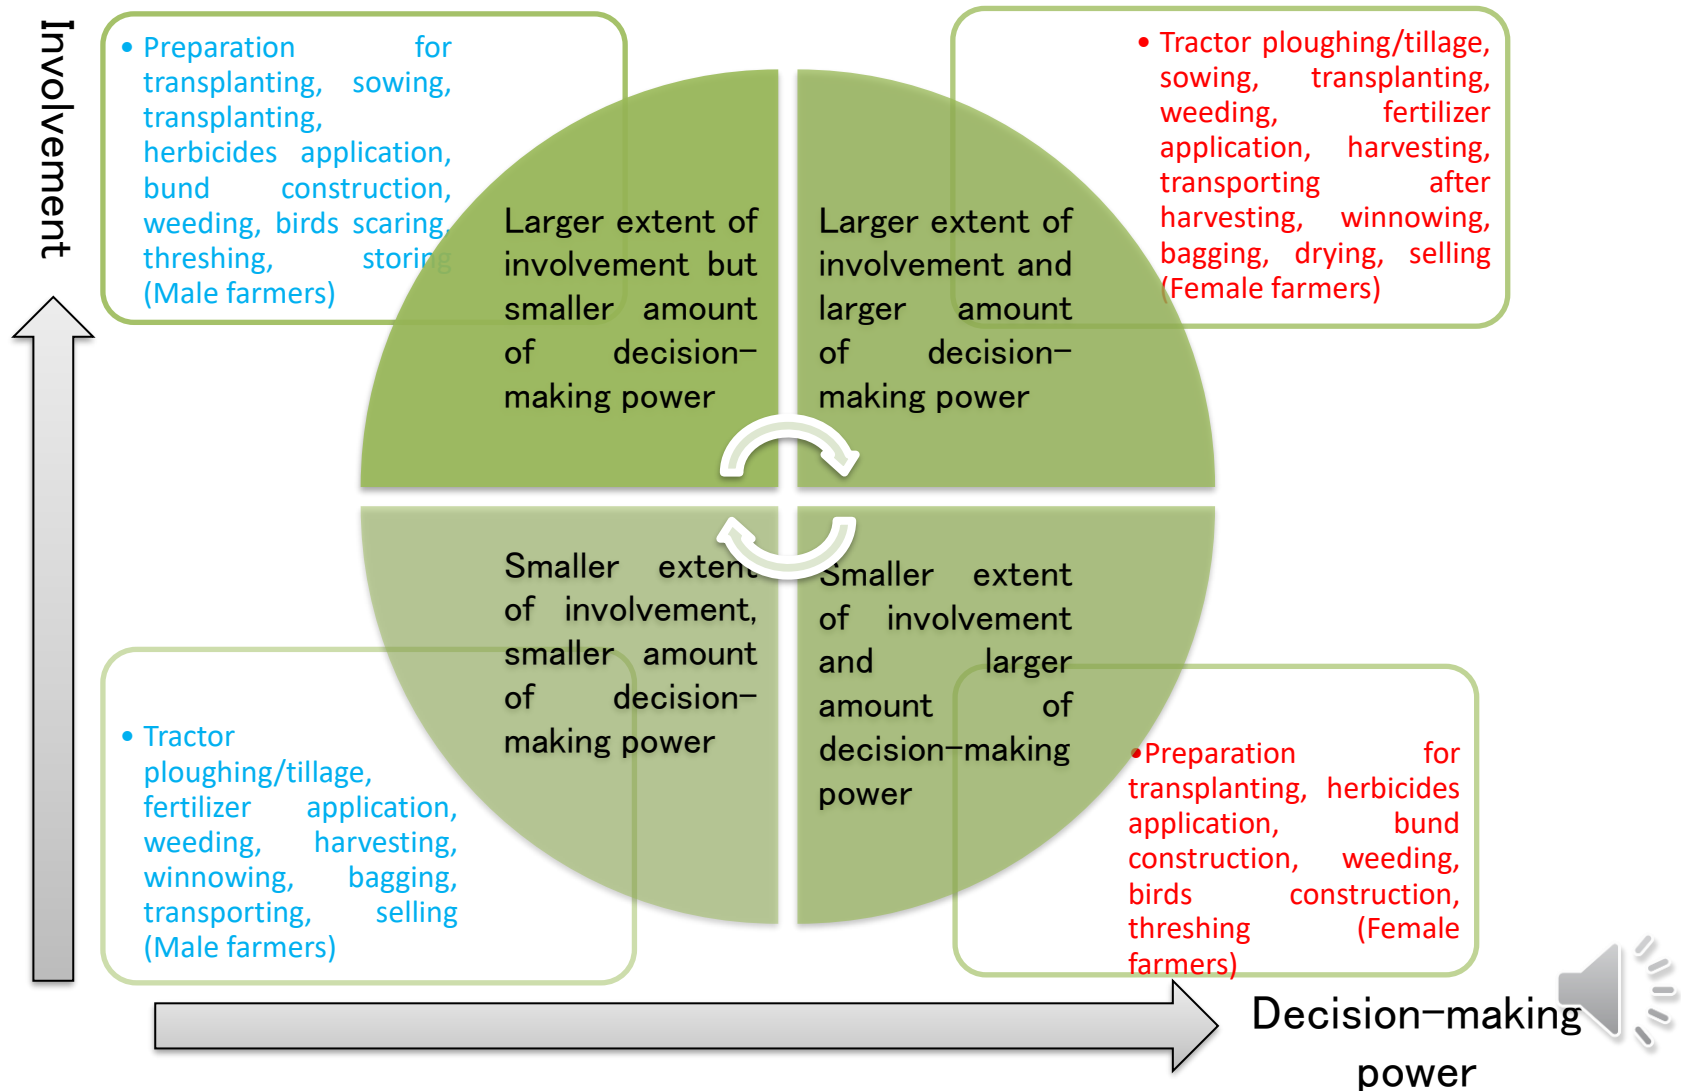 Involvement
• Preparation for
transplanting, sowing,
transplanting,
herbicides application,
bund construction,
weeding, birds scaring,
threshing, storing
(Male farmers)
Larger extent of
involvement but
smaller amount
of decision-
making power
Larger extent of
involvement and
larger amount
of decision-
making power
• Tractor ploughing/tillage,
sowing, transplanting,
weeding, fertilizer
application, harvesting,
transporting after
harvesting, winnowing,
bagging, drying, selling
(Female farmers)
• Tractor
ploughing/tillage,
fertilizer application,
weeding, harvesting,
winnowing, bagging,
transporting, selling
(Male farmers)
Smaller extent
of involvement,
smaller amount
of decision-
making power
Smaller extent
of involvement
and larger
amount of
decision-making
power
•Preparation for
transplanting, herbicides
application, bund
construction, weeding,
birds construction,
threshing (Female
farmers)
Decision-making
power